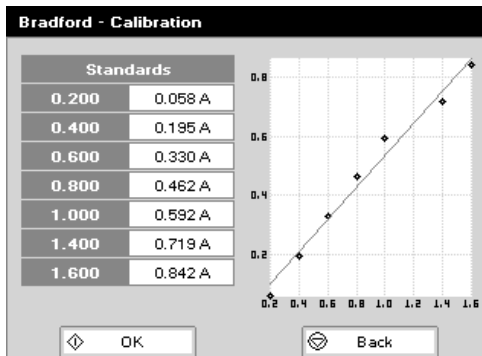 Bradford - Calibration
Standards
0.200 0.058 A
0.400 0.195 A
0.600 0.330 A
0.800 0.462 A
1.000 0.592 A
1.400 0.719 A
1.600 0.842 A
0.8
0.6
0.4
0.2
0.2 0.4 0.6 0.8 1.0 1.2 1.4 1.6
OK
Back